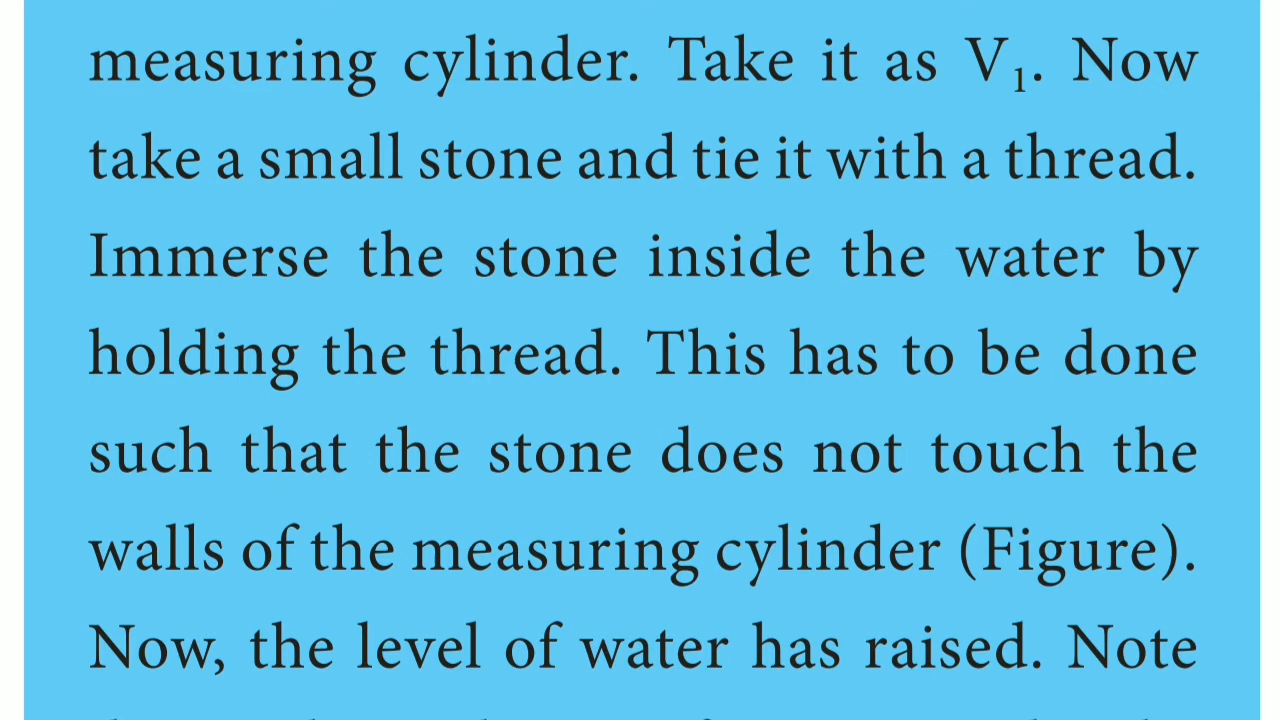 measuring cylinder. Take it as V₁. Now
take a small stone and tie it with a thread.
Immerse the stone inside the water by
holding the thread. This has to be done
such that the stone does not touch the
walls of the measuring cylinder (Figure).
Now, the level of water has raised. Note